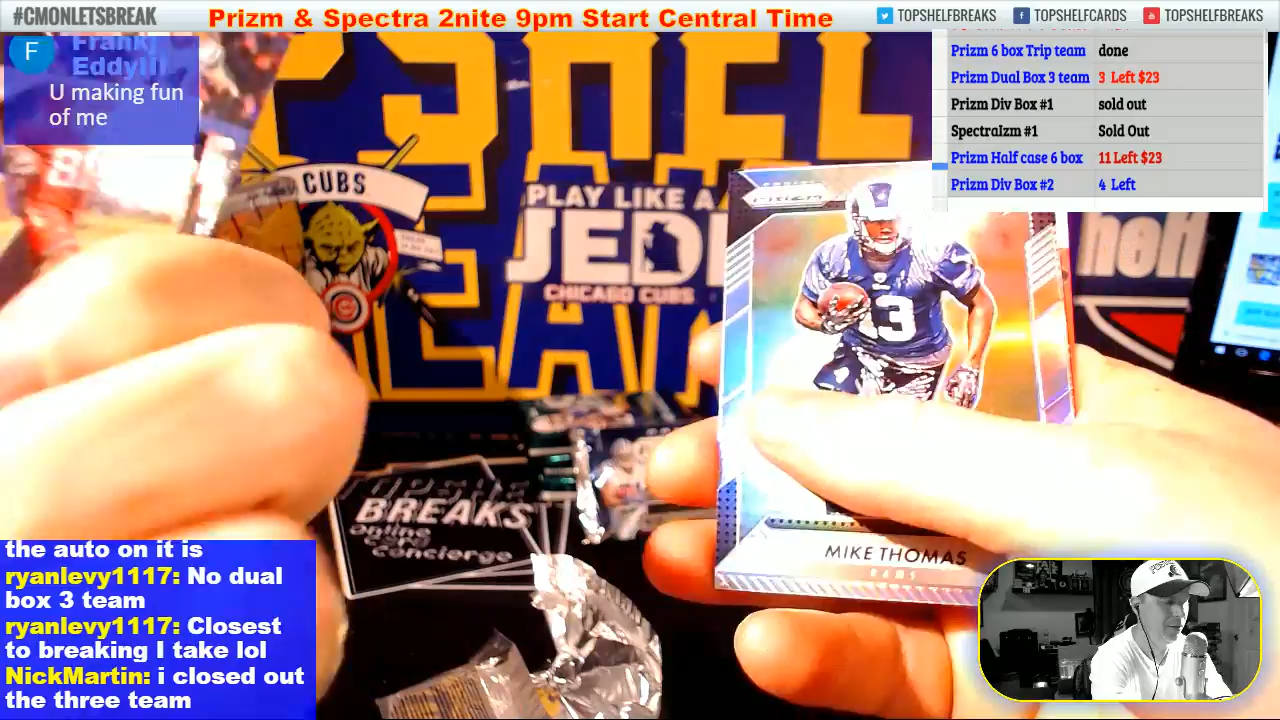 #CMONLETSBREAK
Prizm & Spectra 2nite 9pm Start Central Time
TOPSHELFBREAKS
TOPSHELFCARDS
TOPSHELFBREAKS
F
Frankj
Eddyiii
U making fun
of me
Prizm 6 box Trip team done
Prizm Dual Box 3 team 3 Left $23
Prizm Div Box #1 sold out
SpectraIzm #1 Sold Out
Prizm Half case 6 box 11 Left $23
Prizm Div Box #2 4 Left
CUBS
PLAY LIKE A
JEDI
CHICAGO CUBS
PRIZM
13
MIKE THOMAS
RAMS
BREAKS
Online
concierge
the auto on it is
ryanlevy1117: No dual
box 3 team
ryanlevy1117: Closest
to breaking I take lol
NickMartin: i closed out
the three team